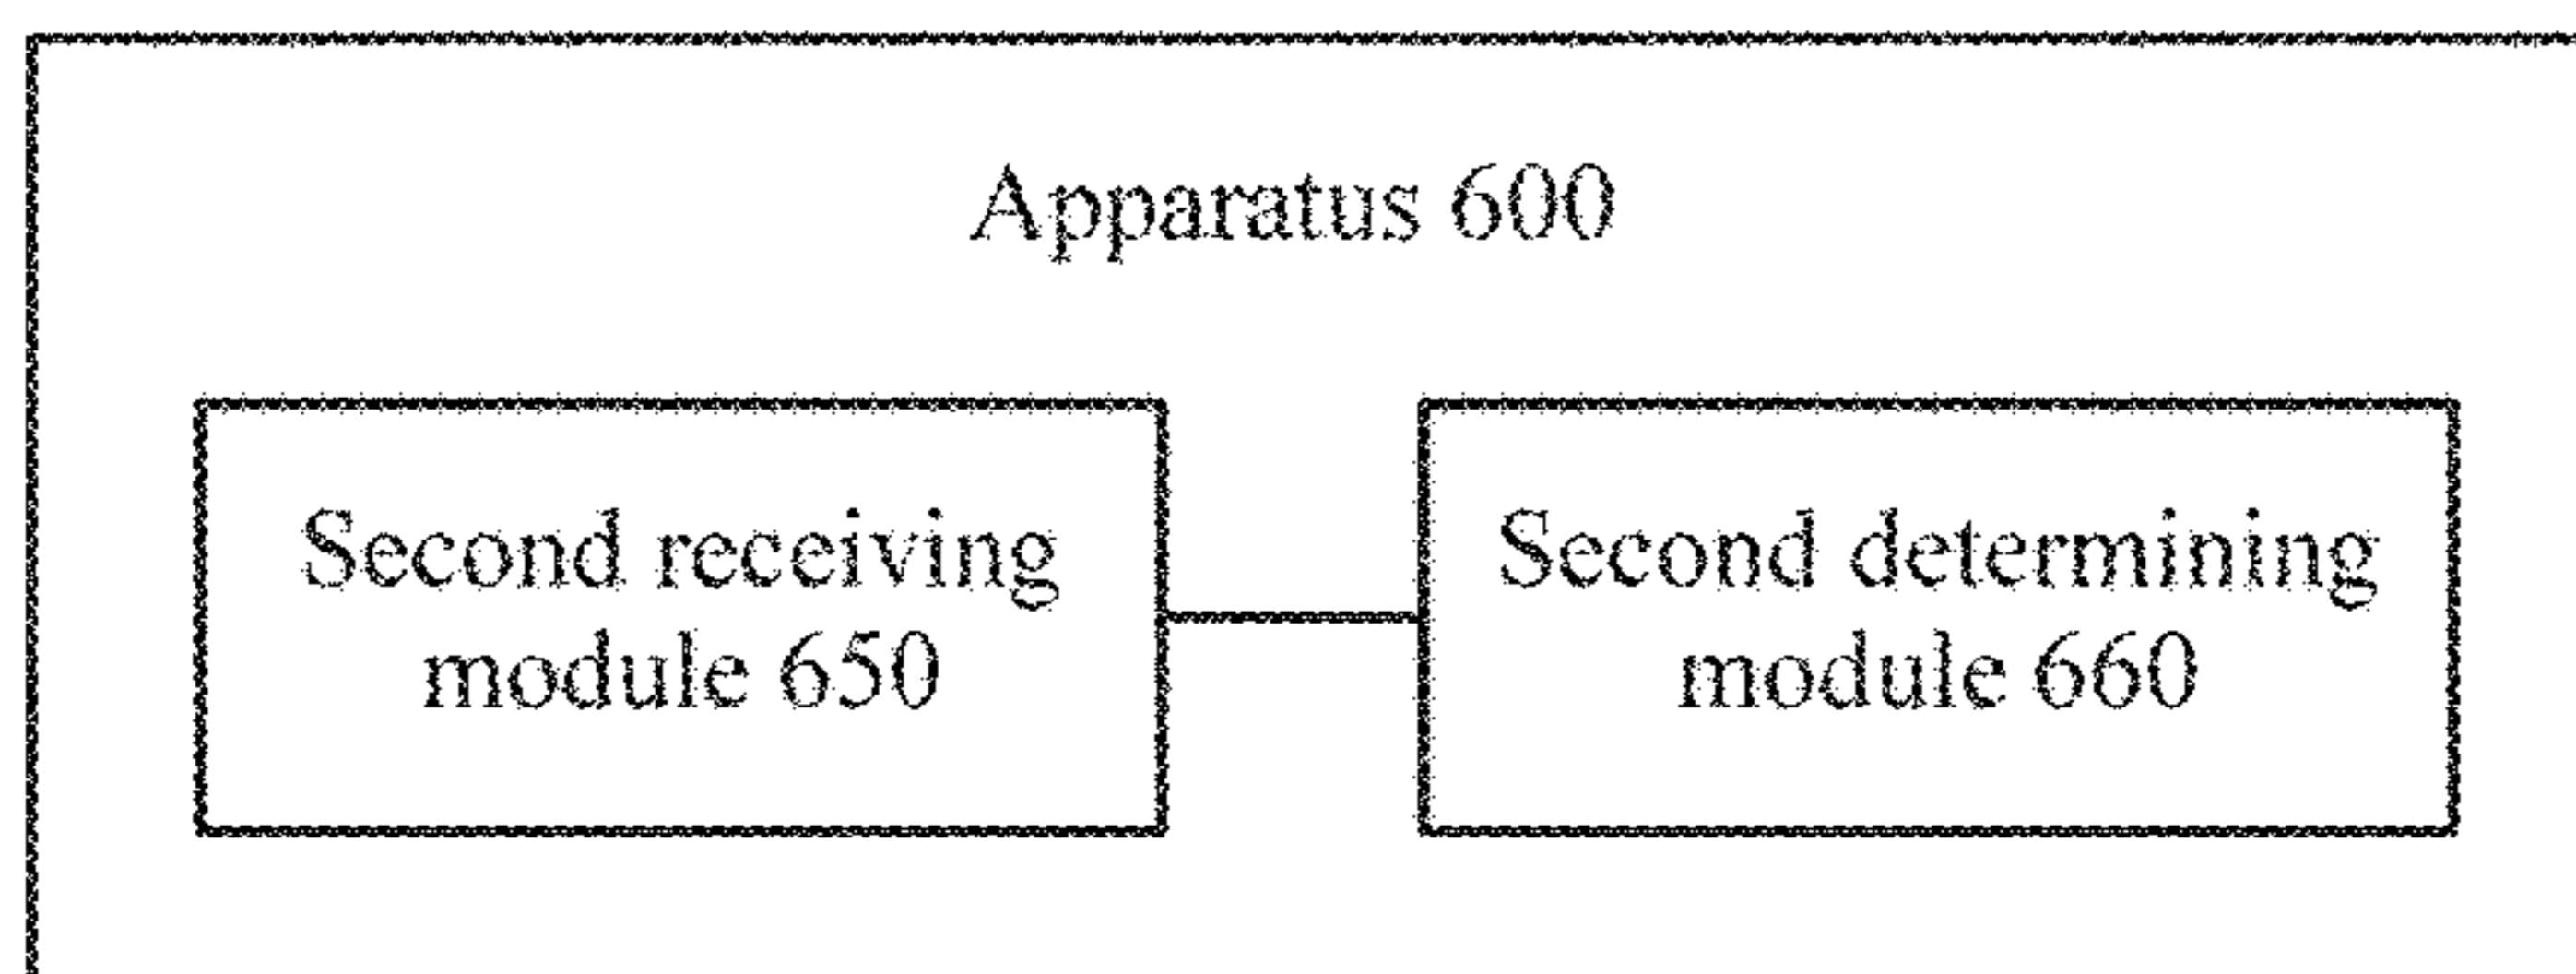 Apparatus 600
Second receiving
module 650
Second determining
module 660